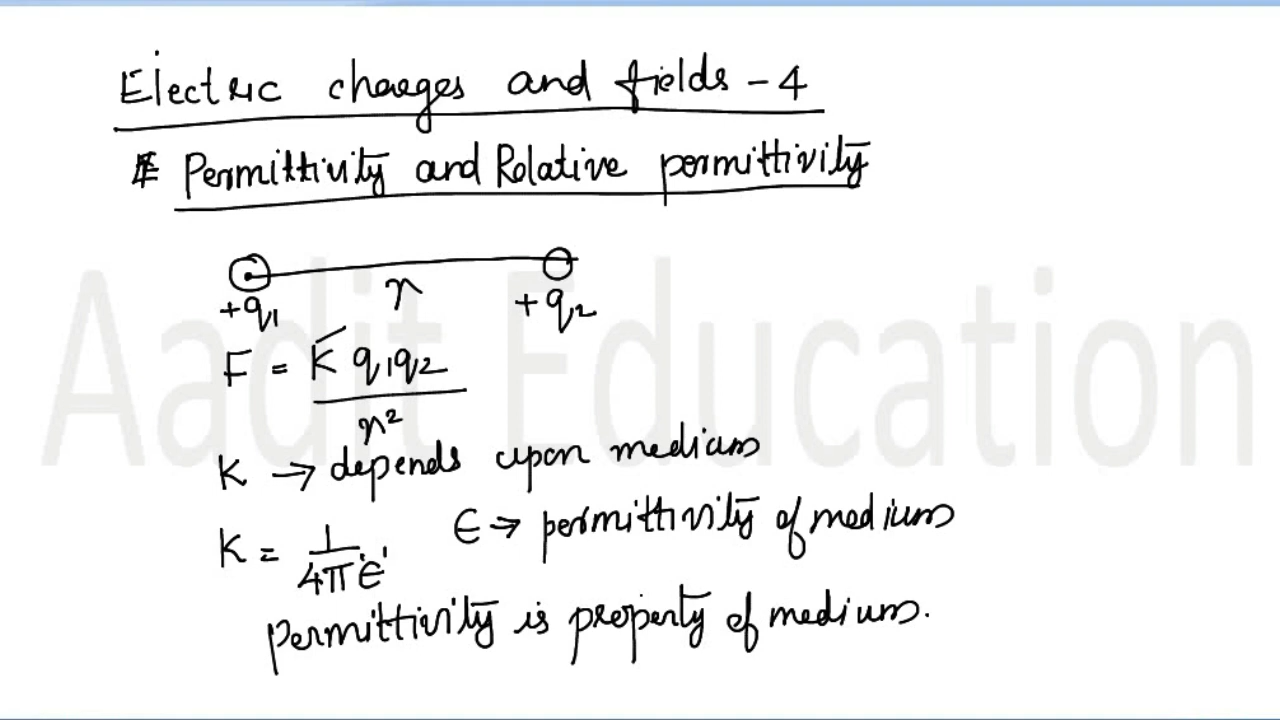 Electric charges and fields - 4
* Permittivity and Relative permittivity
r
+q1 +q2
F = K q1q2
r2
K → depends upon medium
K = 1/4πε ε → permittivity of medium
permittivity is property of medium.
Aadit Education